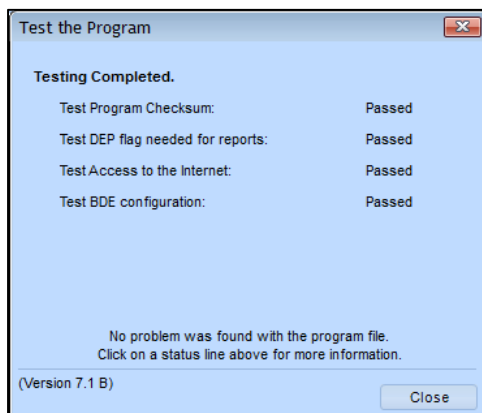 Test the Program
Testing Completed.
Test Program Checksum: Passed
Test DEP flag needed for reports: Passed
Test Access to the Internet: Passed
Test BDE configuration: Passed
No problem was found with the program file.
Click on a status line above for more information.
(Version 7.1 B)
Close